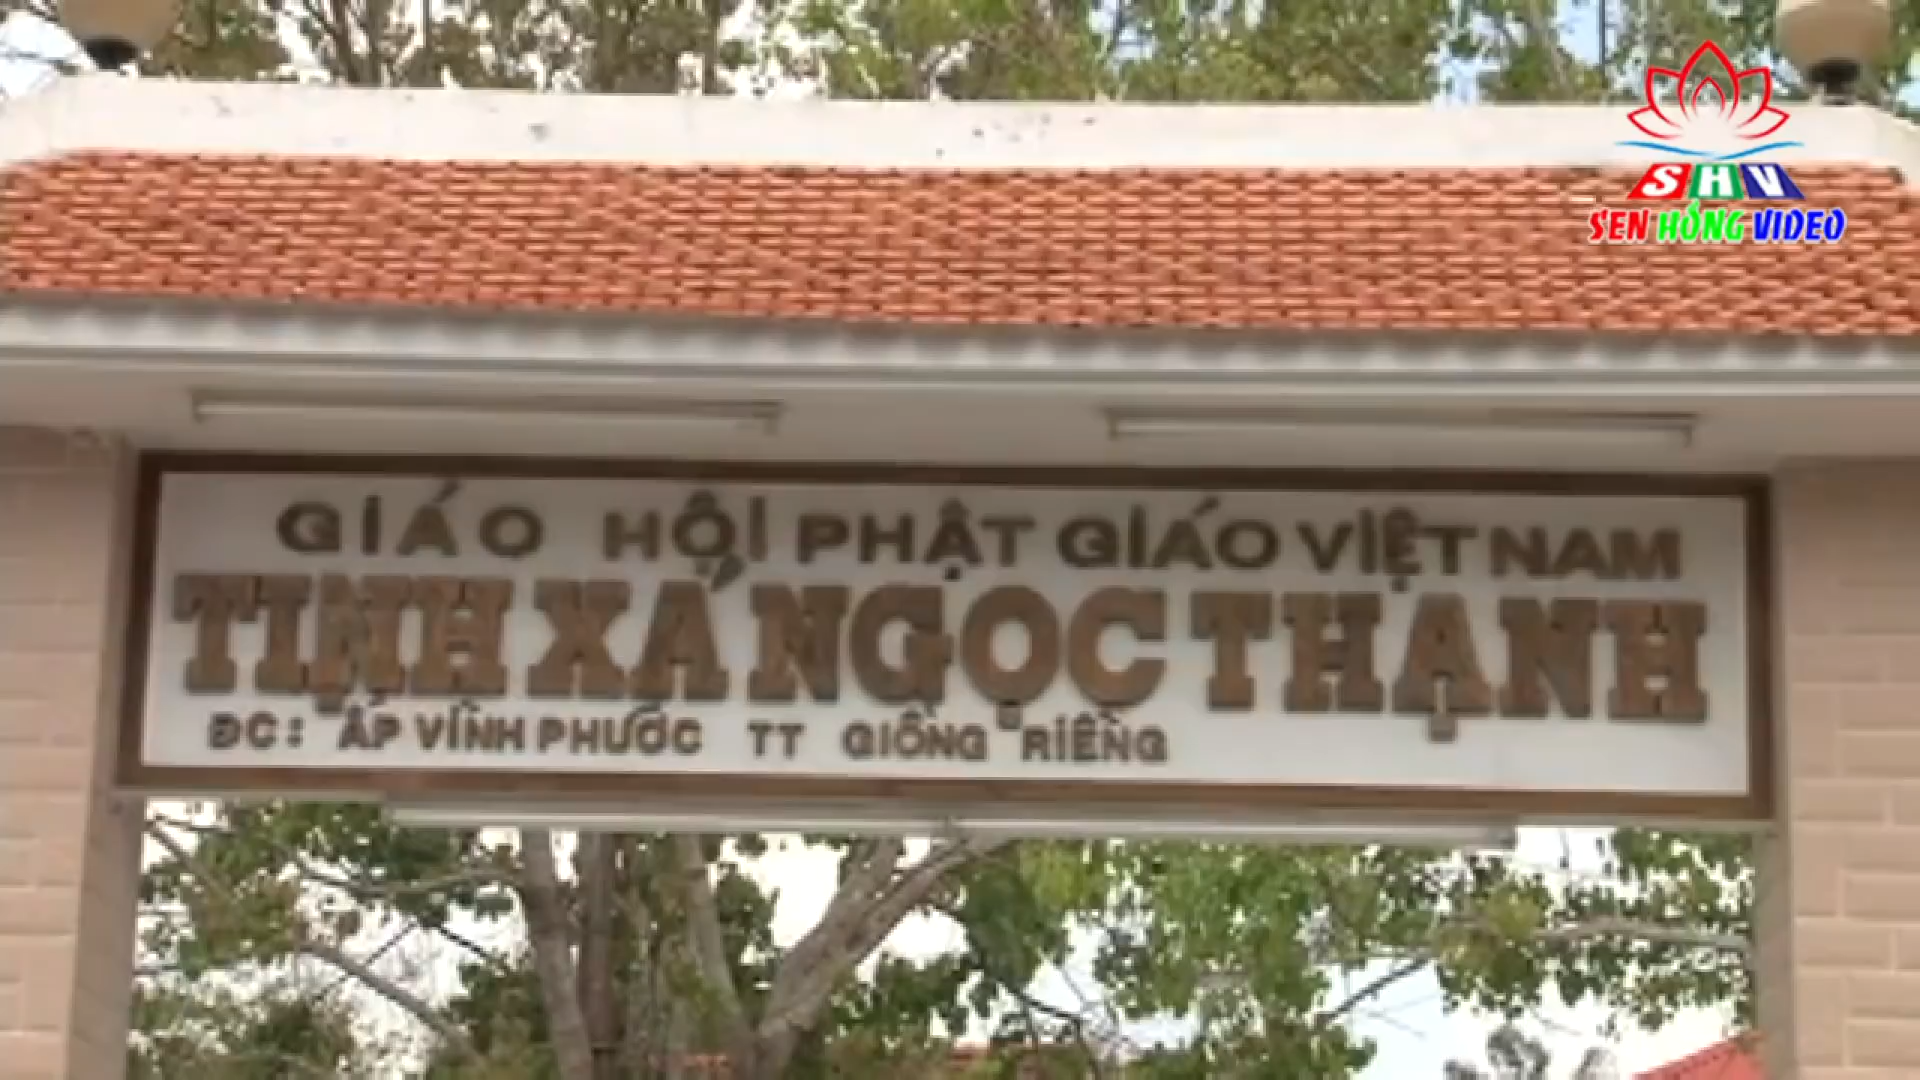 SHV
SEN HỒNG VIDEO
GIÁO HỘI PHẬT GIÁO VIỆT NAM
TỊNH XÁ NGỌC THẠNH
ĐC: ẤP VĨNH PHƯỚC TT GIỒNG RIỀNG